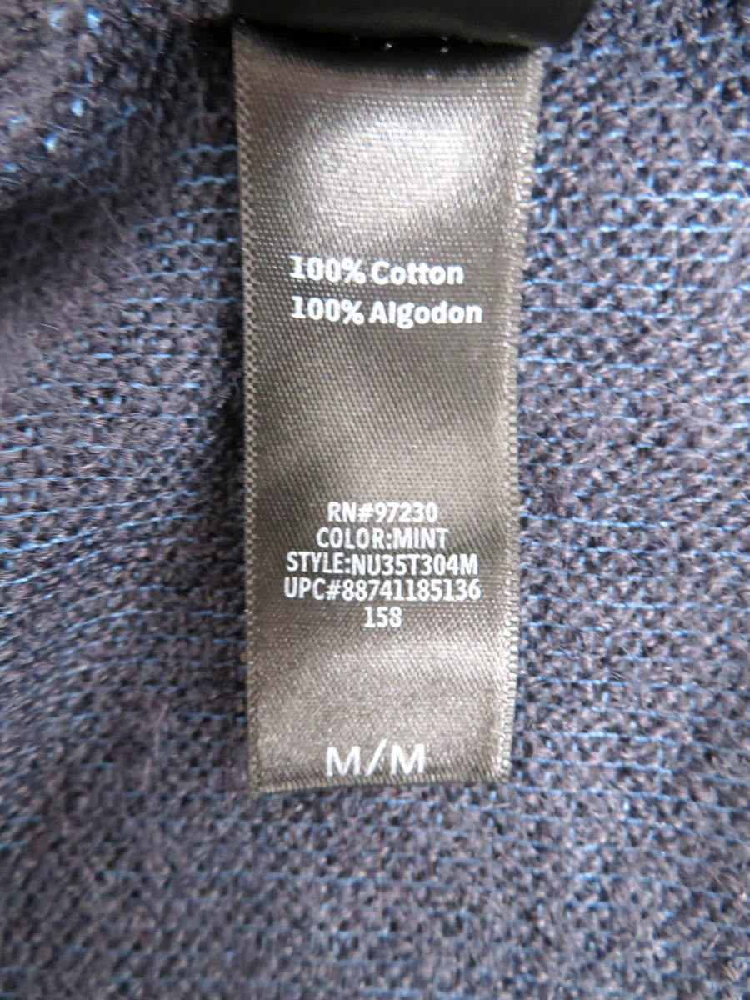 100% Cotton
100% Algodon
RN#97230
COLOR:MINT
STYLE:NU35T304M
UPC#88741185136
158
M/M